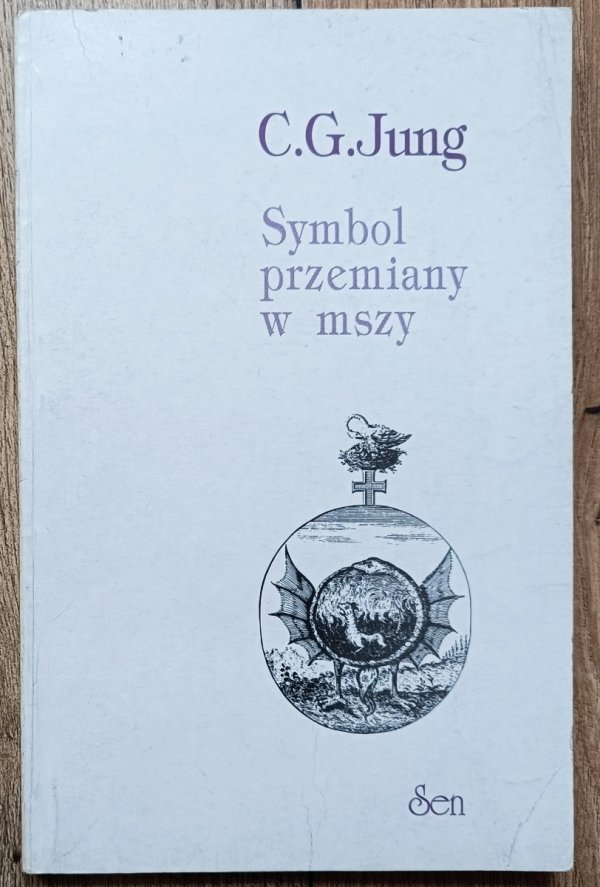 C.G.Jung
Symbol
przemiany
w mszy
Sen